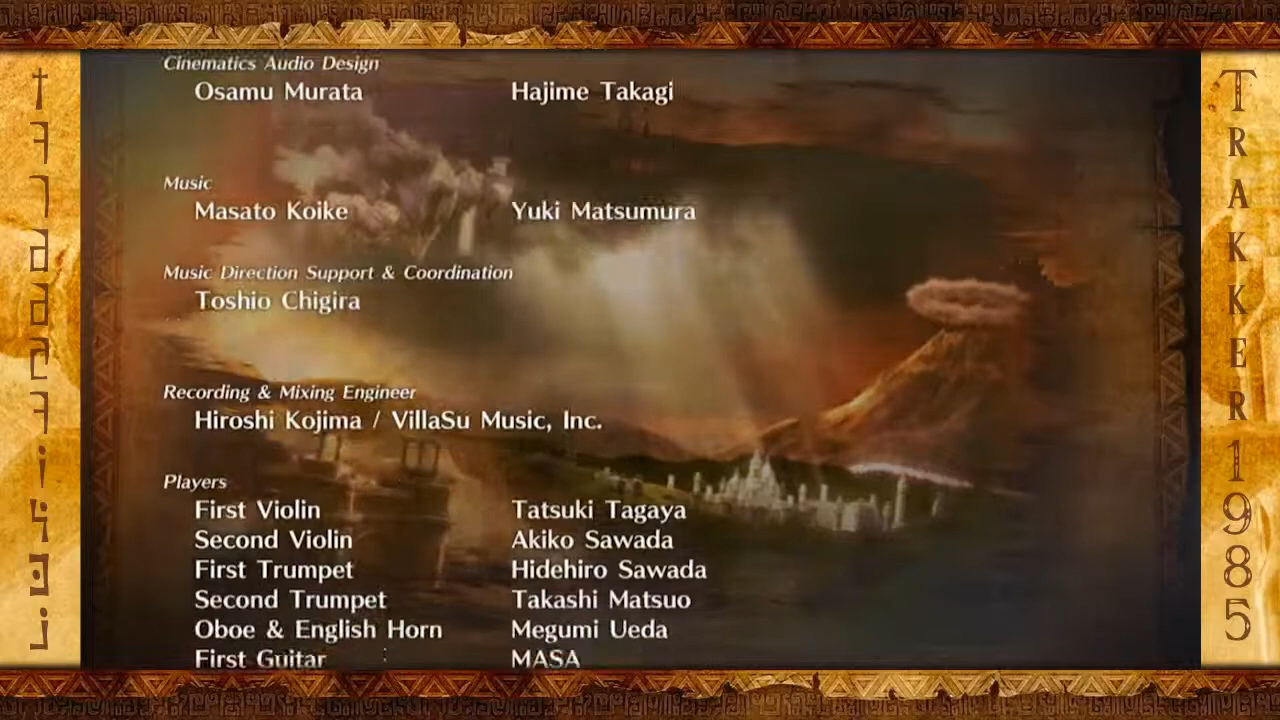 Cinematics Audio Design
Osamu Murata Hajime Takagi
Music
Masato Koike Yuki Matsumura
Music Direction Support & Coordination
Toshio Chigira
Recording & Mixing Engineer
Hiroshi Kojima / VillaSu Music, Inc.
Players
First Violin Tatsuki Tagaya
Second Violin Akiko Sawada
First Trumpet Hidehiro Sawada
Second Trumpet Takashi Matsuo
Oboe & English Horn Megumi Ueda
First Guitar MASA
TRAKKER1985